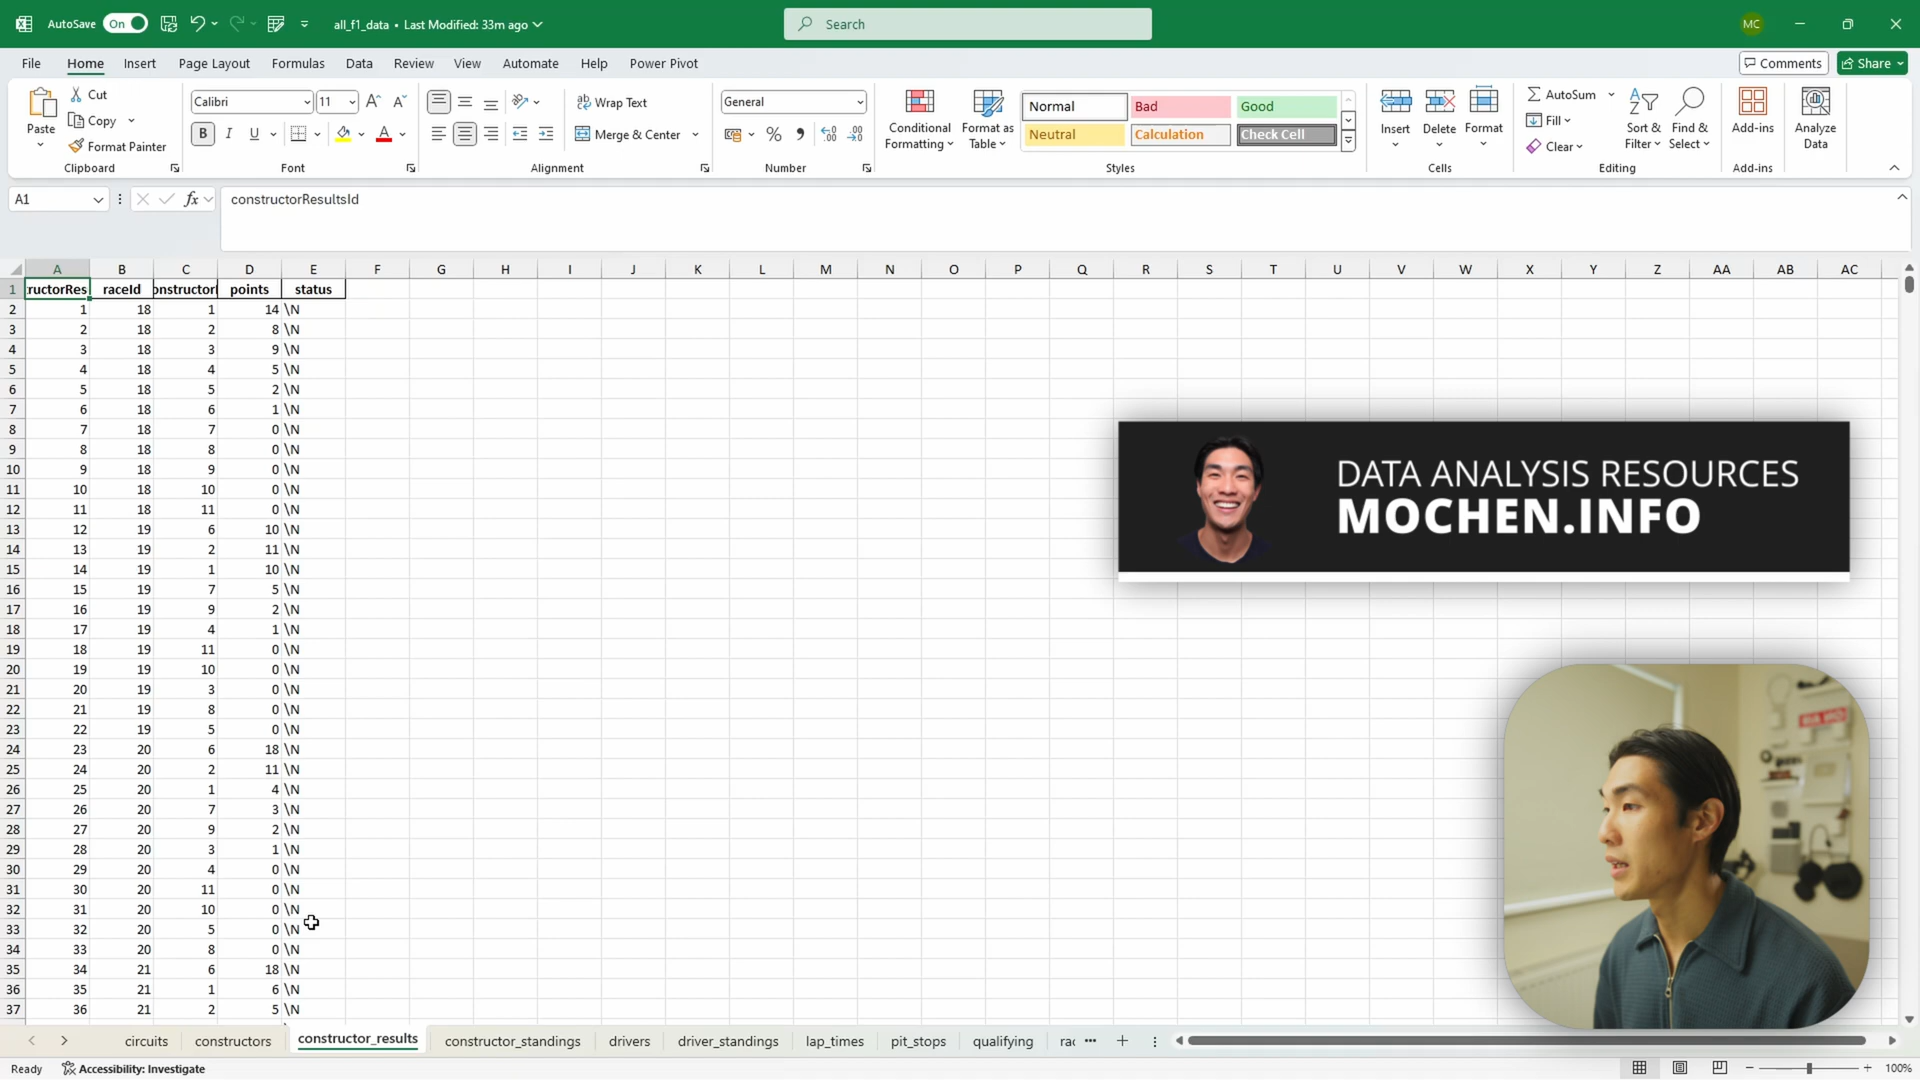 AutoSave On all_f1_data • Last Modified: 33m ago Search MC
File Home Insert Page Layout Formulas Data Review View Automate Help Power Pivot Comments Share
Paste Cut Copy Format Painter Clipboard
Calibri 11 B I U A Font
Wrap Text Merge & Center Alignment
General % Number
Conditional Formatting Format as Table
Normal Bad Good
Neutral Calculation Check Cell
Styles
Insert Delete Format Cells
AutoSum Fill Clear Sort & Filter Find & Select Editing
Add-ins Add-ins
Analyze Data
A1 fx constructorResultsId
A B C D E F G H I J K L M N O P Q R S T U V W X Y Z AA AB AC
1 tructorRes raceId onstructorI points status
2 1 18 1 14 \N
3 2 18 2 8 \N
4 3 18 3 9 \N
5 4 18 4 5 \N
6 5 18 5 2 \N
7 6 18 6 1 \N
8 7 18 7 0 \N
9 8 18 8 0 \N
10 9 18 9 0 \N
11 10 18 10 0 \N
12 11 18 11 0 \N
13 12 19 6 10 \N
14 13 19 2 11 \N
15 14 19 1 10 \N
16 15 19 7 5 \N
17 16 19 9 2 \N
18 17 19 4 1 \N
19 18 19 11 0 \N
20 19 19 10 0 \N
21 20 19 3 0 \N
22 21 19 8 0 \N
23 22 19 5 0 \N
24 23 20 6 18 \N
25 24 20 2 11 \N
26 25 20 1 4 \N
27 26 20 7 3 \N
28 27 20 9 2 \N
29 28 20 3 1 \N
30 29 20 4 0 \N
31 30 20 11 0 \N
32 31 20 10 0 \N
33 32 20 5 0 \N
34 33 20 8 0 \N
35 34 21 6 18 \N
36 35 21 1 6 \N
37 36 21 2 5 \N
DATA ANALYSIS RESOURCES
MOCHEN.INFO
circuits constructors constructor_results constructor_standings drivers driver_standings lap_times pit_stops qualifying rac
Ready Accessibility: Investigate 100%